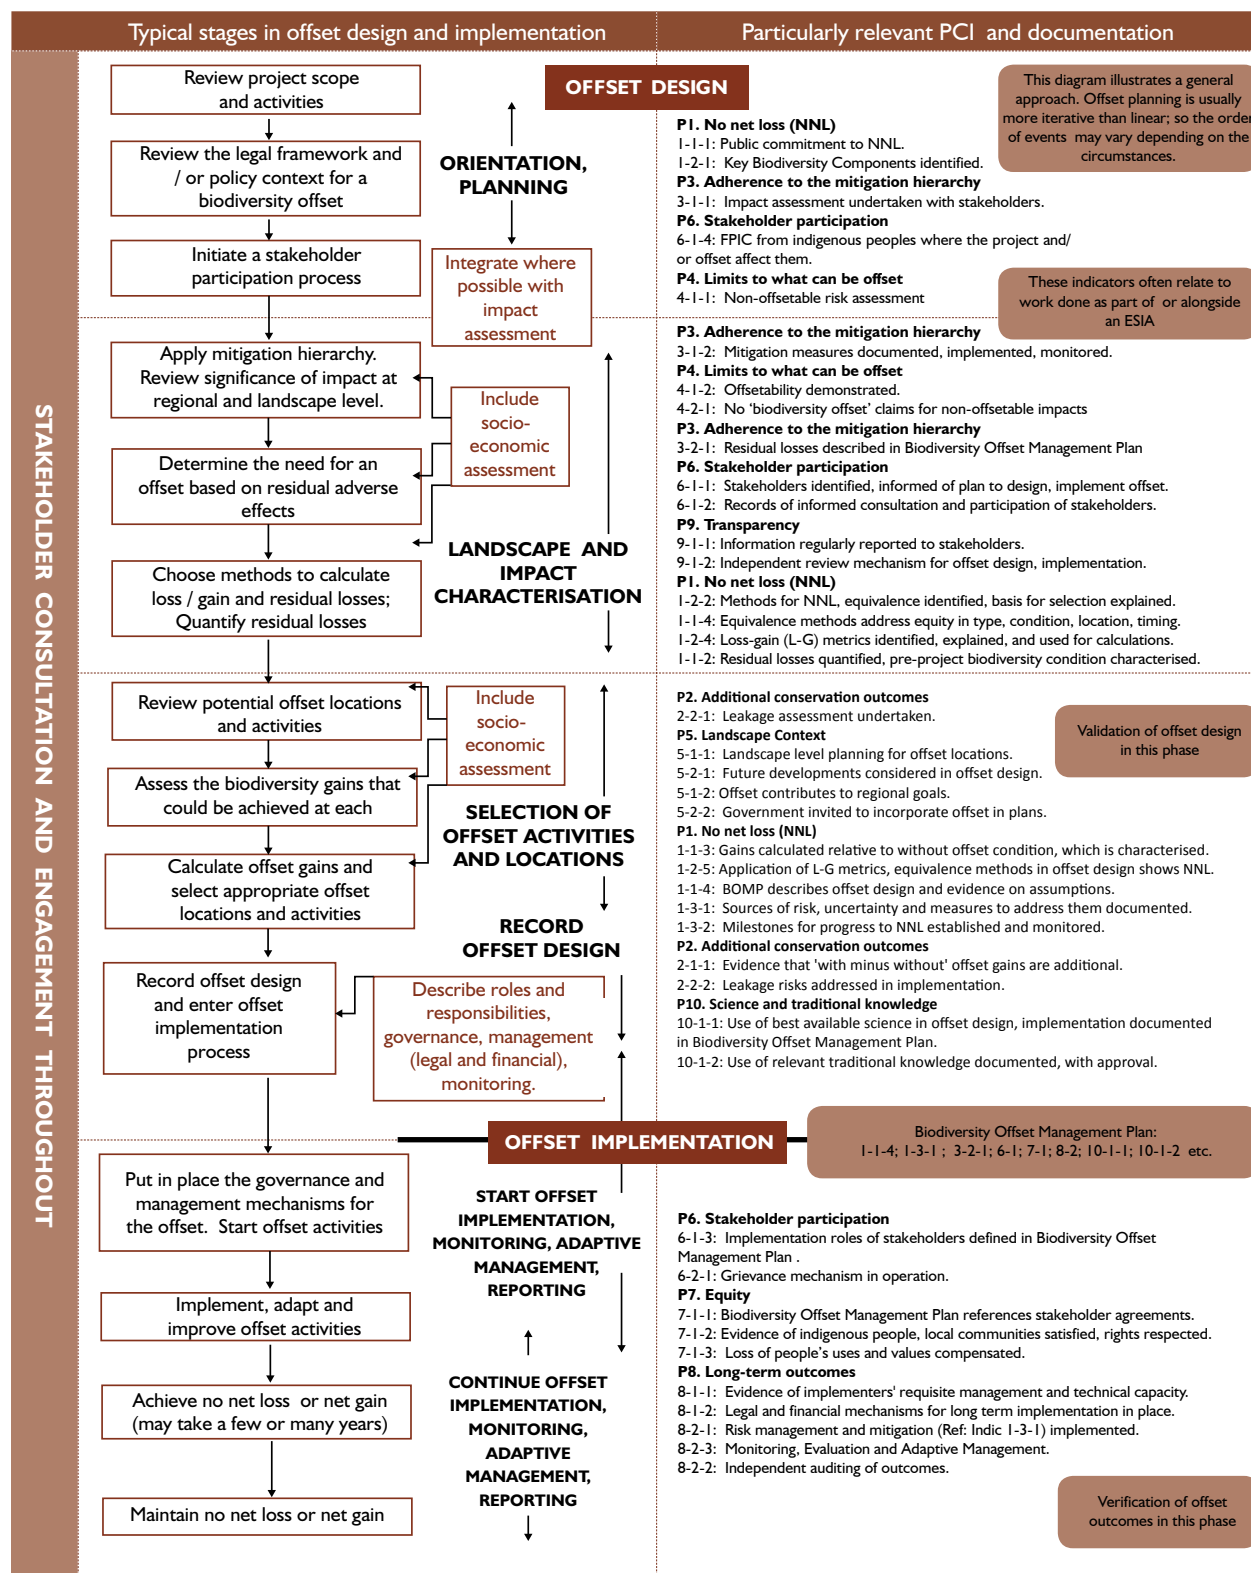 Typical stages in offset design and implementation
Particularly relevant PCI and documentation
STAKEHOLDER CONSULTATION AND ENGAGEMENT THROUGHOUT
Review project scope
and activities
Review the legal framework and
/ or policy context for a
biodiversity offset
Initiate a stakeholder
participation process
OFFSET DESIGN
ORIENTATION,
PLANNING
Integrate where
possible with
impact
assessment
P1. No net loss (NNL)
1-1-1: Public commitment to NNL.
1-2-1: Key Biodiversity Components identified.
P3. Adherence to the mitigation hierarchy
3-1-1: Impact assessment undertaken with stakeholders.
P6. Stakeholder participation
6-1-4: FPIC from indigenous peoples where the project and/
or offset affect them.
P4. Limits to what can be offset
4-1-1: Non-offsetable risk assessment
This diagram illustrates a general
approach. Offset planning is usually
more iterative than linear; so the order
of events may vary depending on the
circumstances.
These indicators often relate to
work done as part of or alongside
an ESIA
Apply mitigation hierarchy.
Review significance of impact at
regional and landscape level.
Determine the need for an
offset based on residual adverse
effects
Choose methods to calculate
loss / gain and residual losses;
Quantify residual losses
Include
socio-
economic
assessment
LANDSCAPE AND
IMPACT
CHARACTERISATION
P3. Adherence to the mitigation hierarchy
3-1-2: Mitigation measures documented, implemented, monitored.
P4. Limits to what can be offset
4-1-2: Offsetability demonstrated.
4-2-1: No ‘biodiversity offset’ claims for non-offsetable impacts
P3. Adherence to the mitigation hierarchy
3-2-1: Residual losses described in Biodiversity Offset Management Plan
P6. Stakeholder participation
6-1-1: Stakeholders identified, informed of plan to design, implement offset.
6-1-2: Records of informed consultation and participation of stakeholders.
P9. Transparency
9-1-1: Information regularly reported to stakeholders.
9-1-2: Independent review mechanism for offset design, implementation.
P1. No net loss (NNL)
1-2-2: Methods for NNL, equivalence identified, basis for selection explained.
1-1-4: Equivalence methods address equity in type, condition, location, timing.
1-2-4: Loss-gain (L-G) metrics identified, explained, and used for calculations.
1-1-2: Residual losses quantified, pre-project biodiversity condition characterised.
Review potential offset locations
and activities
Assess the biodiversity gains that
could be achieved at each
Calculate offset gains and
select appropriate offset
locations and activities
Record offset design
and enter offset
implementation
process
Include
socio-
economic
assessment
SELECTION OF
OFFSET ACTIVITIES
AND LOCATIONS
RECORD
OFFSET DESIGN
Describe roles and
responsibilities,
governance, management
(legal and financial),
monitoring.
P2. Additional conservation outcomes
2-2-1: Leakage assessment undertaken.
P5. Landscape Context
5-1-1: Landscape level planning for offset locations.
5-2-1: Future developments considered in offset design.
5-1-2: Offset contributes to regional goals.
5-2-2: Government invited to incorporate offset in plans.
P1. No net loss (NNL)
1-1-3: Gains calculated relative to without offset condition, which is characterised.
1-2-5: Application of L-G metrics, equivalence methods in offset design shows NNL.
1-1-4: BOMP describes offset design and evidence on assumptions.
1-3-1: Sources of risk, uncertainty and measures to address them documented.
1-3-2: Milestones for progress to NNL established and monitored.
P2. Additional conservation outcomes
2-1-1: Evidence that 'with minus without' offset gains are additional.
2-2-2: Leakage risks addressed in implementation.
P10. Science and traditional knowledge
10-1-1: Use of best available science in offset design, implementation documented
in Biodiversity Offset Management Plan.
10-1-2: Use of relevant traditional knowledge documented, with approval.
Validation of offset design
in this phase
OFFSET IMPLEMENTATION
Biodiversity Offset Management Plan:
1-1-4; 1-3-1 ; 3-2-1; 6-1; 7-1; 8-2; 10-1-1; 10-1-2 etc.
Put in place the governance and
management mechanisms for
the offset. Start offset activities
Implement, adapt and
improve offset activities
Achieve no net loss or net gain
(may take a few or many years)
Maintain no net loss or net gain
START OFFSET
IMPLEMENTATION,
MONITORING, ADAPTIVE
MANAGEMENT,
REPORTING
CONTINUE OFFSET
IMPLEMENTATION,
MONITORING,
ADAPTIVE
MANAGEMENT,
REPORTING
P6. Stakeholder participation
6-1-3: Implementation roles of stakeholders defined in Biodiversity Offset
Management Plan .
6-2-1: Grievance mechanism in operation.
P7. Equity
7-1-1: Biodiversity Offset Management Plan references stakeholder agreements.
7-1-2: Evidence of indigenous people, local communities satisfied, rights respected.
7-1-3: Loss of people’s uses and values compensated.
P8. Long-term outcomes
8-1-1: Evidence of implementers' requisite management and technical capacity.
8-1-2: Legal and financial mechanisms for long term implementation in place.
8-2-1: Risk management and mitigation (Ref: Indic 1-3-1) implemented.
8-2-3: Monitoring, Evaluation and Adaptive Management.
8-2-2: Independent auditing of outcomes.
Verification of offset
outcomes in this phase